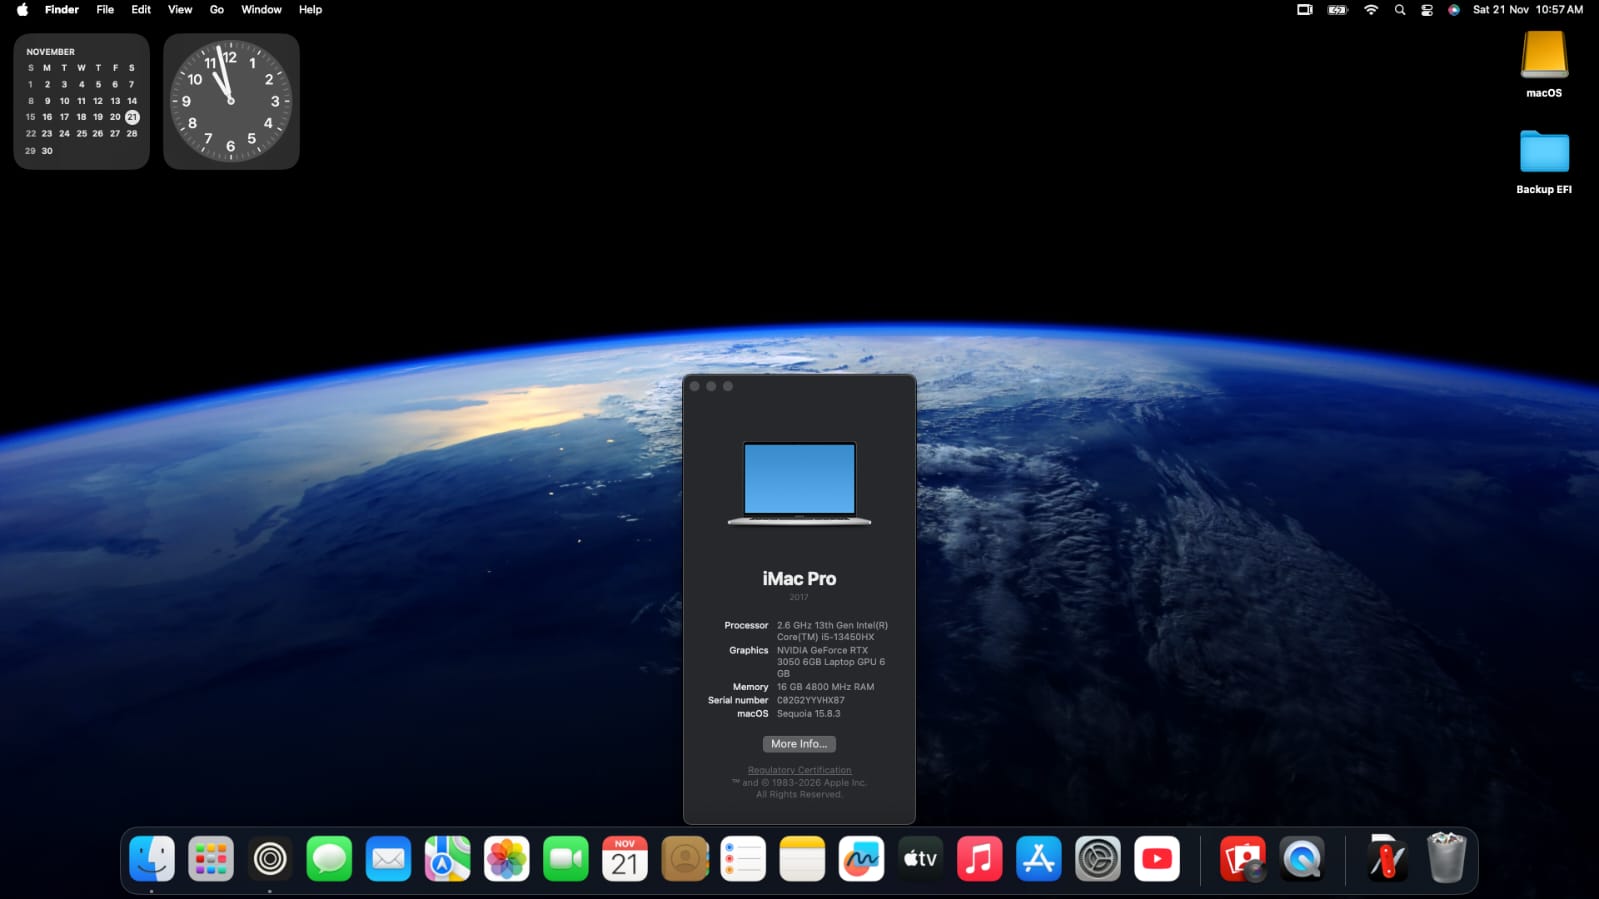 Finder File Edit View Go Window Help
Sat 21 Nov 10:57 AM
NOVEMBER
S M T W T F S
1 2 3 4 5 6 7
8 9 10 11 12 13 14
15 16 17 18 19 20 21
22 23 24 25 26 27 28
29 30
12
1
2
3
4
5
6
7
8
9
10
11
macOS
Backup EFI
iMac Pro
2017
Processor 2.6 GHz 13th Gen Intel(R)
Core(TM) i5-13450HX
Graphics NVIDIA GeForce RTX
3050 6GB Laptop GPU 6
GB
Memory 16 GB 4800 MHz RAM
Serial number C02G2YYVHX87
macOS Sequoia 15.8.3
More Info...
Regulatory Certification
™ and © 1983-2026 Apple Inc.
All Rights Reserved.
NOV
21
tv